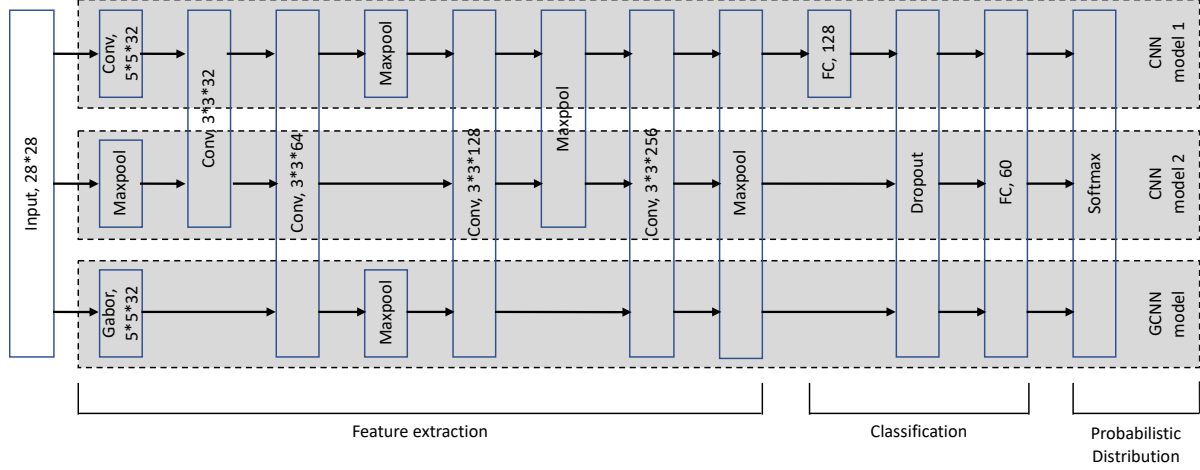 Input, 28*28
Conv,
5*5*32
Conv, 3*3*32
Conv, 3*3*64
Maxpool
Conv, 3*3*128
Maxpool
Conv, 3*3*256
Maxpool
FC, 128
Dropout
FC, 60
Softmax
CNN
model 1
Maxpool
CNN
model 2
Gabor,
5*5*32
Maxpool
GCNN
model
Feature extraction
Classification
Probabilistic
Distribution